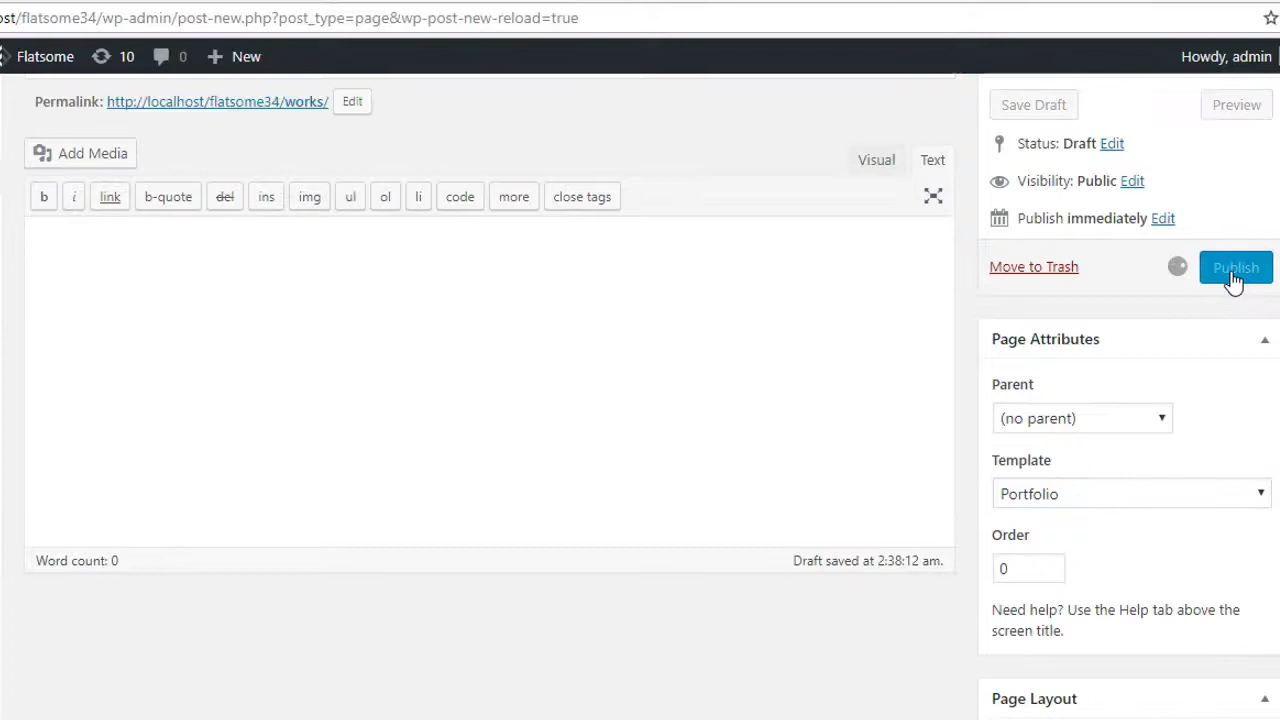 ost/flatsome34/wp-admin/post-new.php?post_type=page&wp-post-new-reload=true
Flatsome 10 0 New Howdy, admin
Permalink: http://localhost/flatsome34/works/ Edit
Save Draft Preview
Add Media
Visual Text
Status: Draft Edit
b i link b-quote del ins img ul ol li code more close tags
Visibility: Public Edit
Publish immediately Edit
Move to Trash Publish
Page Attributes
Parent
(no parent)
Template
Portfolio
Order
0
Word count: 0 Draft saved at 2:38:12 am.
Need help? Use the Help tab above the
screen title.
Page Layout